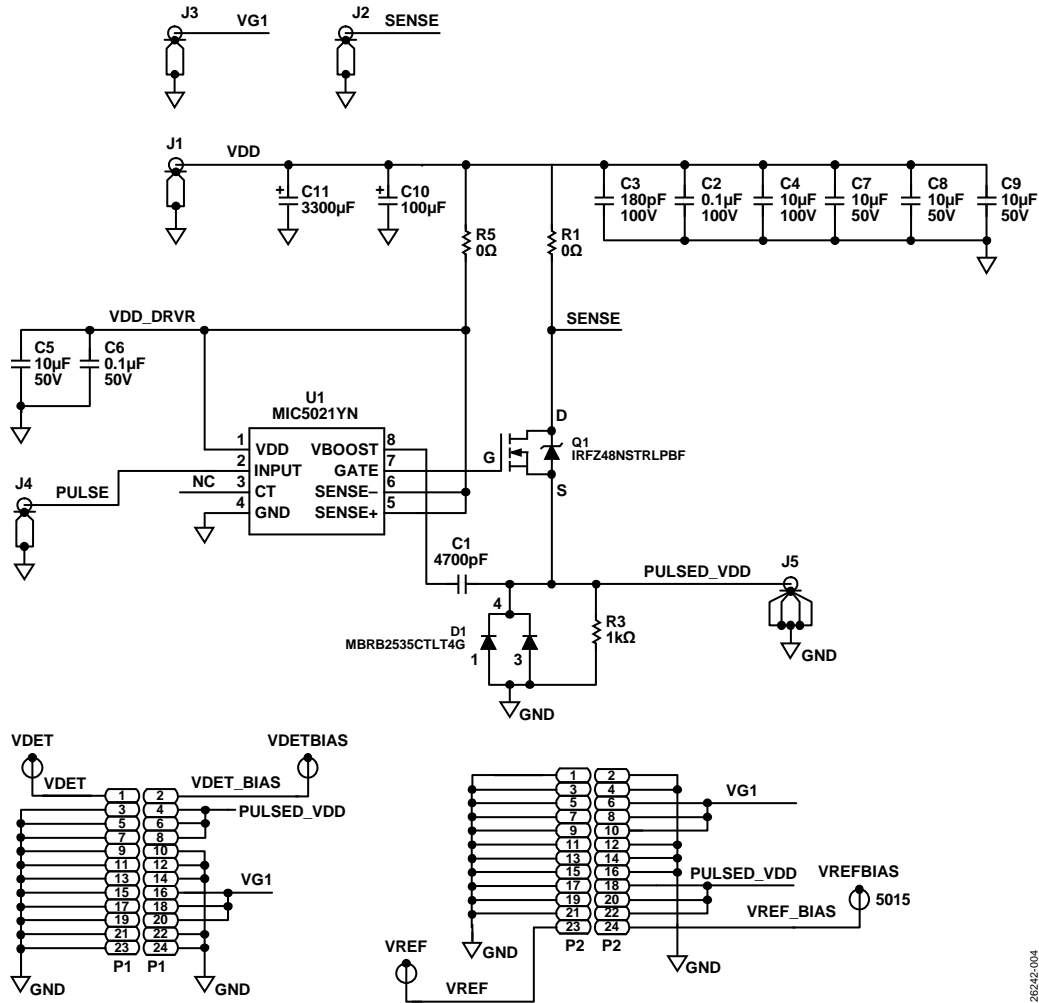 J3
VG1
J2
SENSE
J1
VDD
+
C11
3300µF
+
C10
100µF
C3
180pF
100V
C2
0.1µF
100V
C4
10µF
100V
C7
10µF
50V
C8
10µF
50V
C9
10µF
50V
R5
0Ω
R1
0Ω
VDD_DRVR
SENSE
C5
10µF
50V
C6
0.1µF
50V
U1
MIC5021YN
1 VDD VBOOST 8
2 INPUT GATE 7
3 CT SENSE– 6
4 GND SENSE+ 5
NC
J4
PULSE
D
G
S
Q1
IRFZ48NSTRLPBF
C1
4700pF
PULSED_VDD
J5
GND
4
D1
MBRB2535CTLT4G
1
3
R3
1kΩ
GND
VDET
VDETBIAS
VDET
VDET_BIAS
PULSED_VDD
VG1
1 2
3 4
5 6
7 8
9 10
11 12
13 14
15 16
17 18
19 20
21 22
23 24
P1 P1
GND
GND
1 2
3 4
5 6
7 8
9 10
11 12
13 14
15 16
17 18
19 20
21 22
23 24
P2 P2
VG1
PULSED_VDD
VREFBIAS
5015
VREF_BIAS
VREF
GND
GND
VREF
26242-004